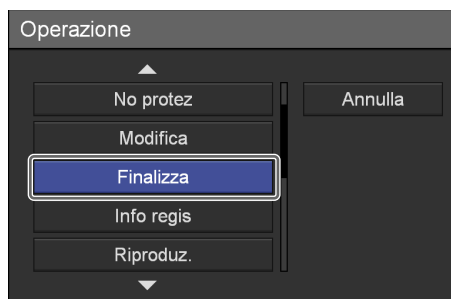 Operazione
No protez
Annulla
Modifica
Finalizza
Info regis
Riproduz.